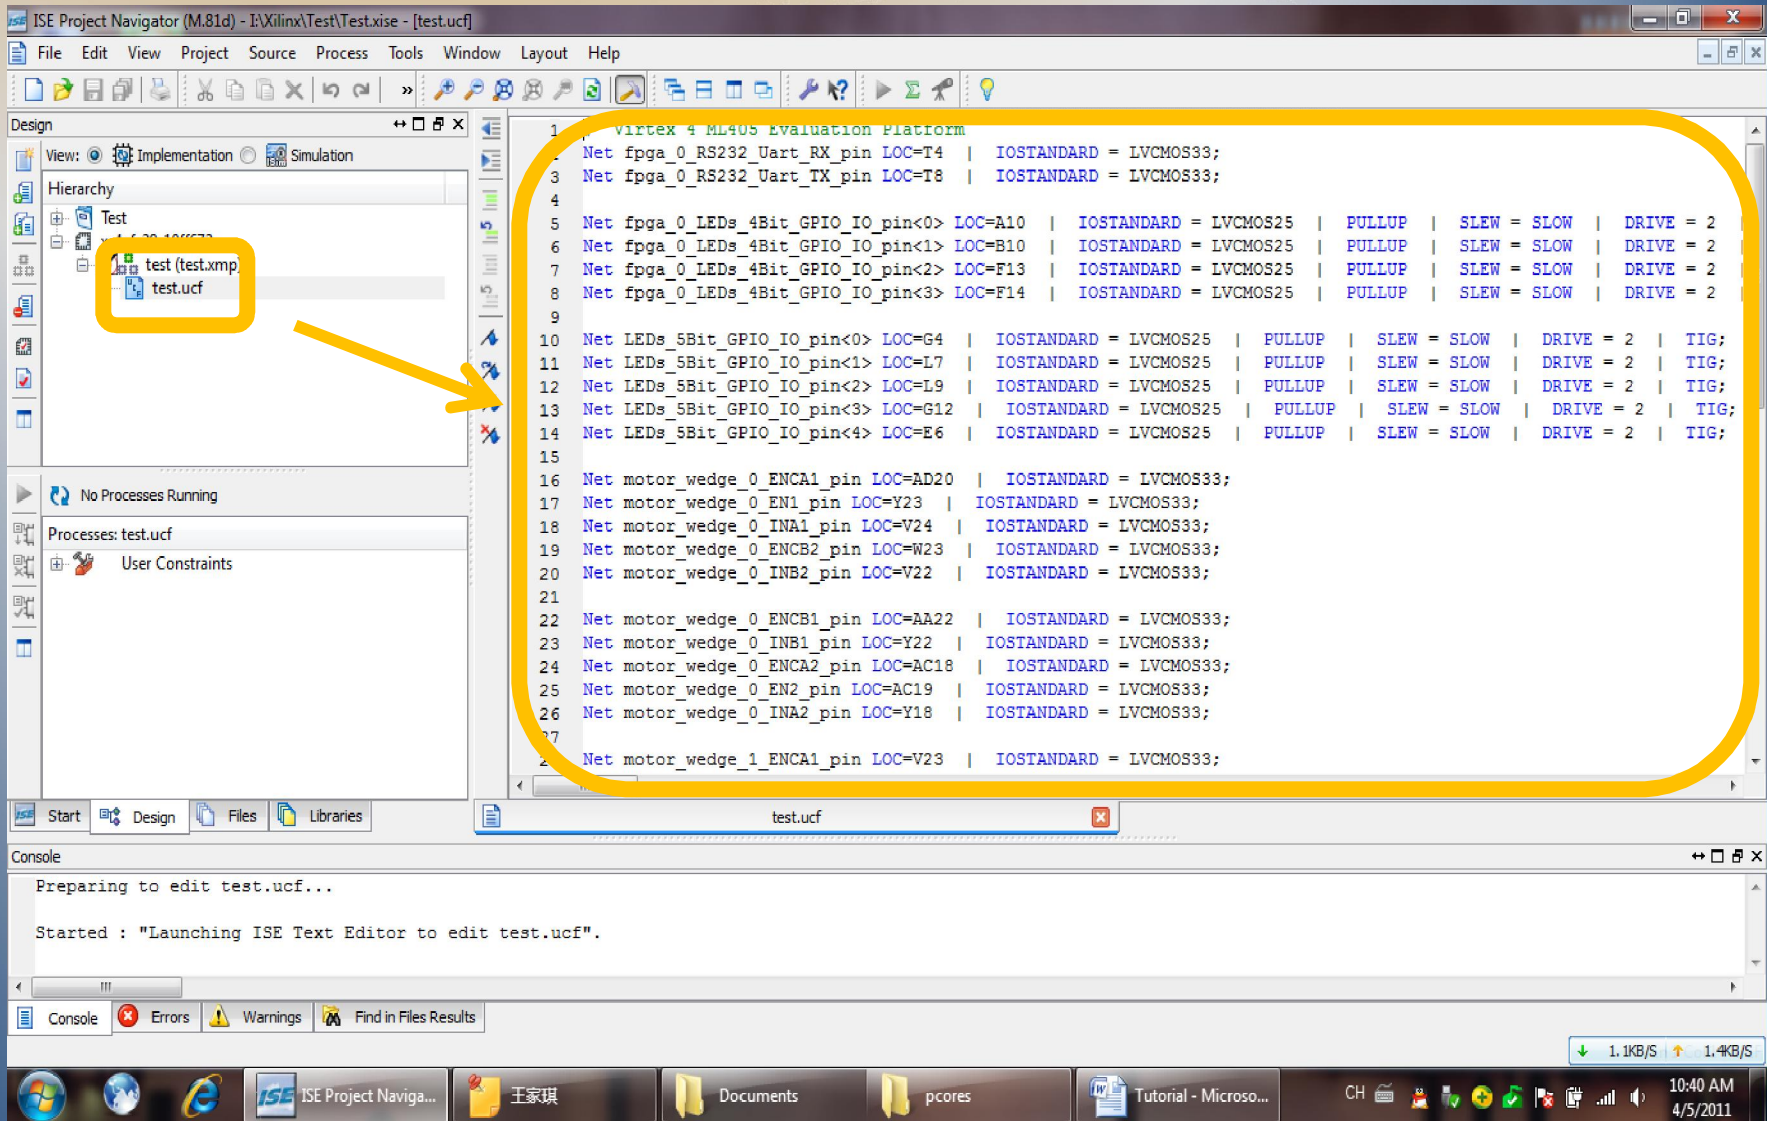 ISE Project Navigator (M.81d) - I:\Xilinx\Test\Test.xise - [test.ucf]
File Edit View Project Source Process Tools Window Layout Help
Design
View: Implementation Simulation
Hierarchy
Test
test (test.xmp)
test.ucf
No Processes Running
Processes: test.ucf
User Constraints
Start Design Files Libraries
1 Virtex 4 ML405 Evaluation Platform
Net fpga_0_RS232_Uart_RX_pin LOC=T4 | IOSTANDARD = LVCMOS33;
3 Net fpga_0_RS232_Uart_TX_pin LOC=T8 | IOSTANDARD = LVCMOS33;
4
5 Net fpga_0_LEDs_4Bit_GPIO_IO_pin<0> LOC=A10 | IOSTANDARD = LVCMOS25 | PULLUP | SLEW = SLOW | DRIVE = 2 |
6 Net fpga_0_LEDs_4Bit_GPIO_IO_pin<1> LOC=B10 | IOSTANDARD = LVCMOS25 | PULLUP | SLEW = SLOW | DRIVE = 2 |
7 Net fpga_0_LEDs_4Bit_GPIO_IO_pin<2> LOC=F13 | IOSTANDARD = LVCMOS25 | PULLUP | SLEW = SLOW | DRIVE = 2 |
8 Net fpga_0_LEDs_4Bit_GPIO_IO_pin<3> LOC=F14 | IOSTANDARD = LVCMOS25 | PULLUP | SLEW = SLOW | DRIVE = 2 |
9
10 Net LEDs_5Bit_GPIO_IO_pin<0> LOC=G4 | IOSTANDARD = LVCMOS25 | PULLUP | SLEW = SLOW | DRIVE = 2 | TIG;
11 Net LEDs_5Bit_GPIO_IO_pin<1> LOC=L7 | IOSTANDARD = LVCMOS25 | PULLUP | SLEW = SLOW | DRIVE = 2 | TIG;
12 Net LEDs_5Bit_GPIO_IO_pin<2> LOC=L9 | IOSTANDARD = LVCMOS25 | PULLUP | SLEW = SLOW | DRIVE = 2 | TIG;
13 Net LEDs_5Bit_GPIO_IO_pin<3> LOC=G12 | IOSTANDARD = LVCMOS25 | PULLUP | SLEW = SLOW | DRIVE = 2 | TIG;
14 Net LEDs_5Bit_GPIO_IO_pin<4> LOC=E6 | IOSTANDARD = LVCMOS25 | PULLUP | SLEW = SLOW | DRIVE = 2 | TIG;
15
16 Net motor_wedge_0_ENCA1_pin LOC=AD20 | IOSTANDARD = LVCMOS33;
17 Net motor_wedge_0_EN1_pin LOC=Y23 | IOSTANDARD = LVCMOS33;
18 Net motor_wedge_0_INA1_pin LOC=V24 | IOSTANDARD = LVCMOS33;
19 Net motor_wedge_0_ENCB2_pin LOC=W23 | IOSTANDARD = LVCMOS33;
20 Net motor_wedge_0_INB2_pin LOC=V22 | IOSTANDARD = LVCMOS33;
21
22 Net motor_wedge_0_ENCB1_pin LOC=AA22 | IOSTANDARD = LVCMOS33;
23 Net motor_wedge_0_INB1_pin LOC=Y22 | IOSTANDARD = LVCMOS33;
24 Net motor_wedge_0_ENCA2_pin LOC=AC18 | IOSTANDARD = LVCMOS33;
25 Net motor_wedge_0_EN2_pin LOC=AC19 | IOSTANDARD = LVCMOS33;
26 Net motor_wedge_0_INA2_pin LOC=Y18 | IOSTANDARD = LVCMOS33;
27
Net motor_wedge_1_ENCA1_pin LOC=V23 | IOSTANDARD = LVCMOS33;
test.ucf
Console
Preparing to edit test.ucf...
Started : "Launching ISE Text Editor to edit test.ucf".
Console Errors Warnings Find in Files Results
1.1KB/S 1.4KB/S
ISE Project Naviga... 王家琪 Documents pcores Tutorial - Microso... CH 10:40 AM
4/5/2011